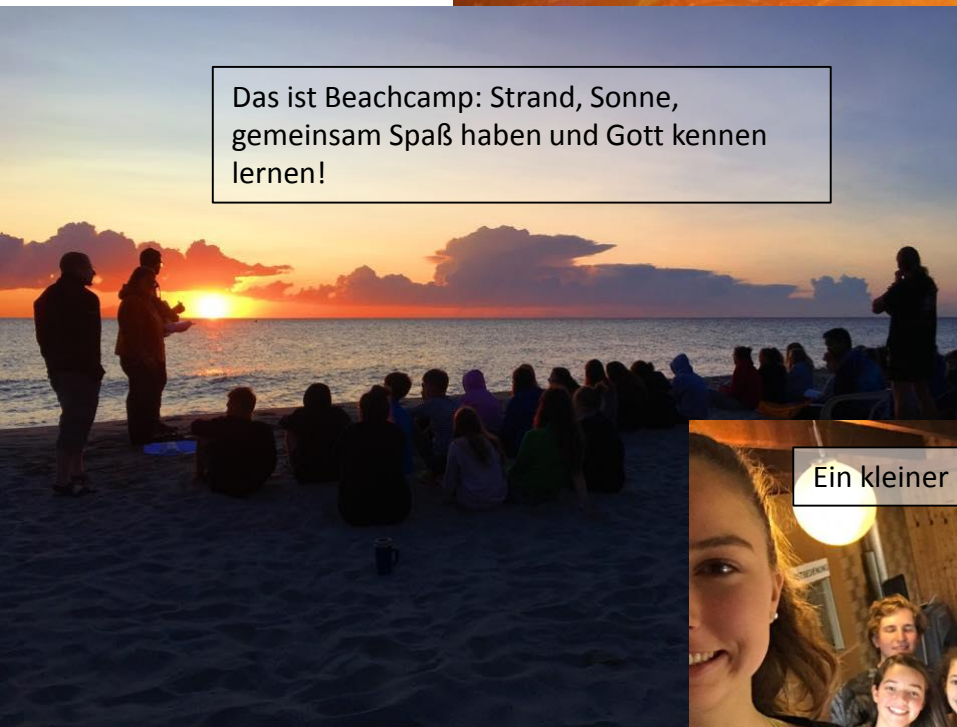 Das ist Beachcamp: Strand, Sonne,
gemeinsam Spaß haben und Gott kennen
lernen!
Ein kleiner